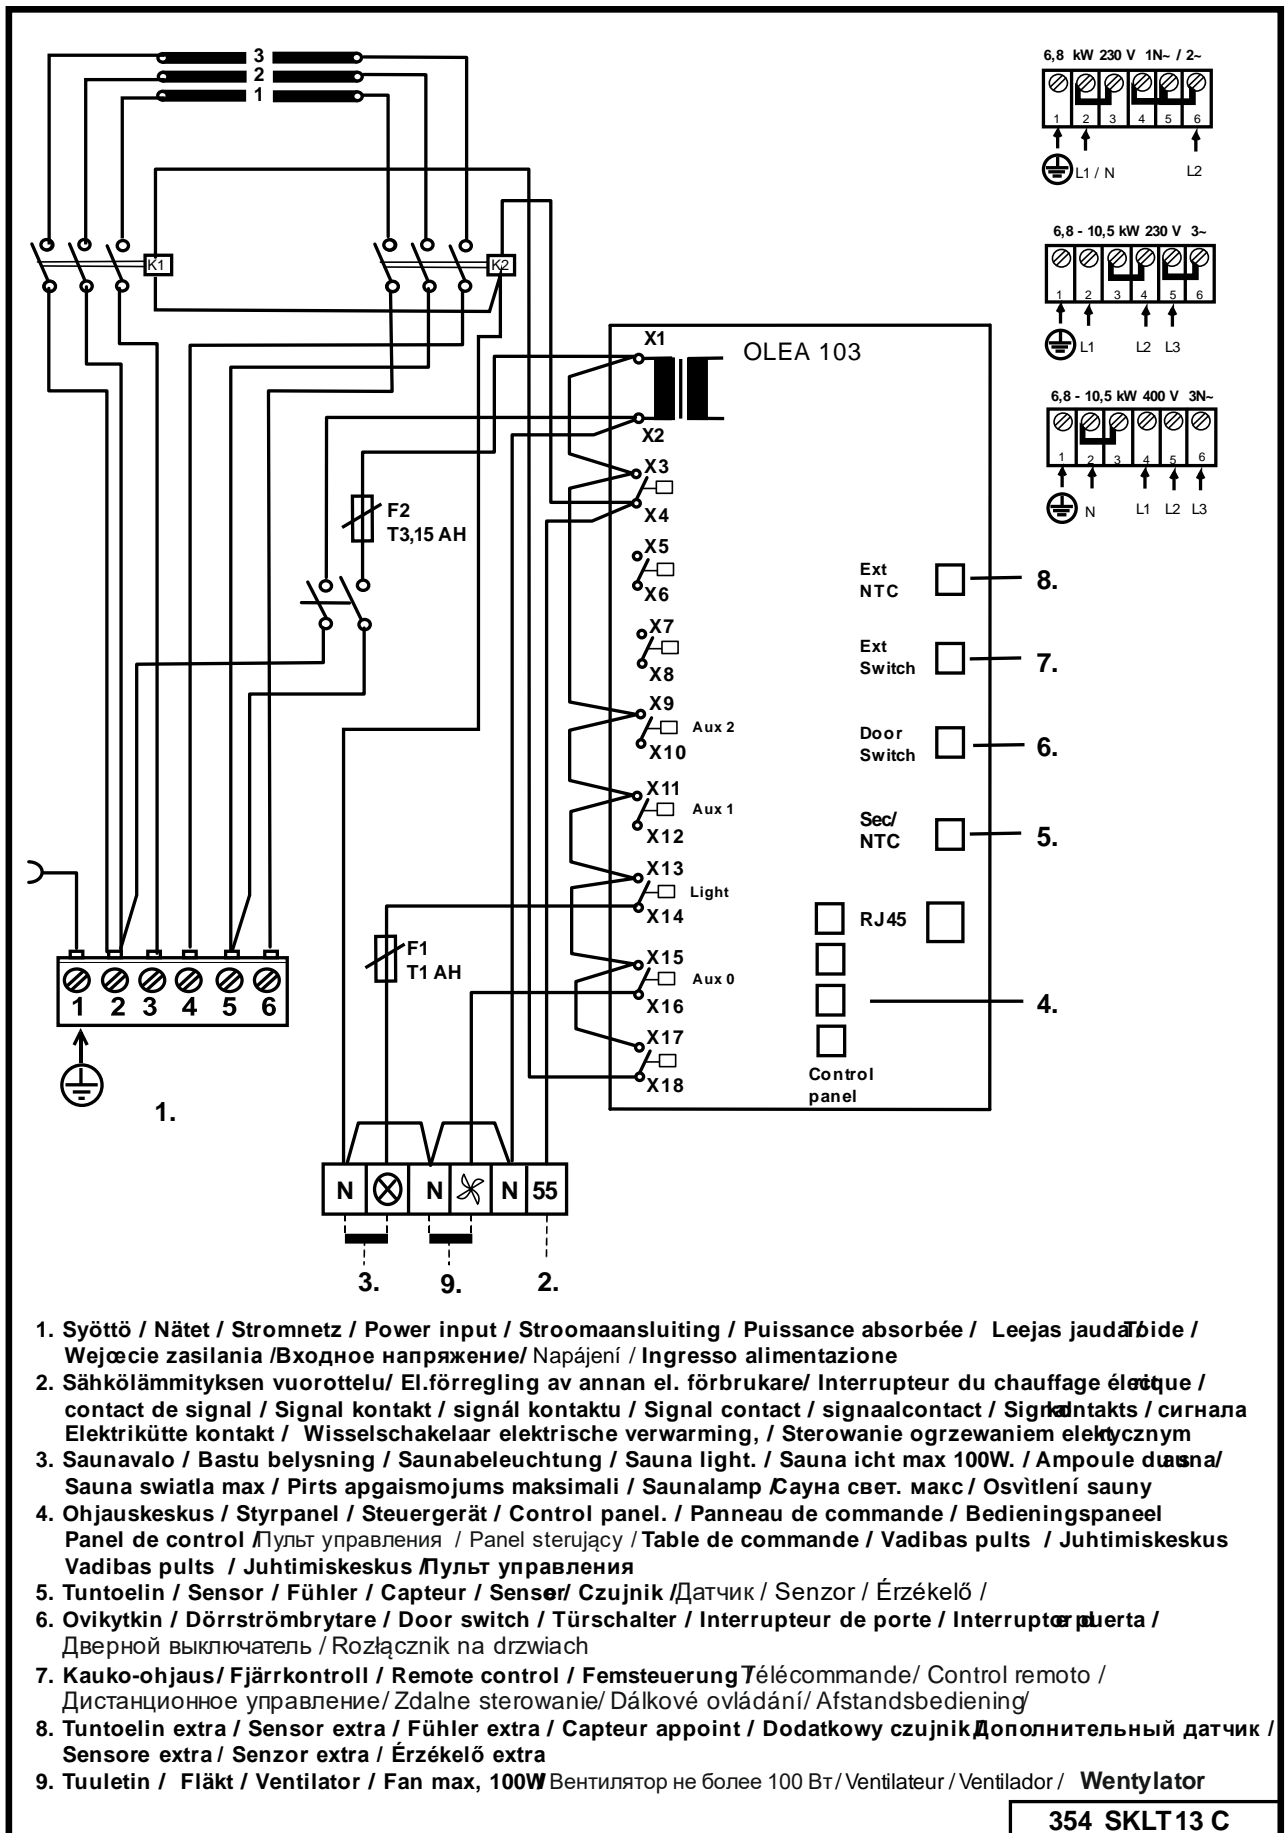 3
2
1
6,8 kW 230 V 1N~ / 2~
1 2 3 4 5 6
L1 / N L2
K1
K2
6,8 - 10,5 kW 230 V 3~
1 2 3 4 5 6
L1 L2 L3
6,8 - 10,5 kW 400 V 3N~
1 2 3 4 5 6
N L1 L2 L3
OLEA 103
X1
X2
X3
X4
X5
X6
X7
X8
X9
Aux 2
X10
X11
Aux 1
X12
X13
Light
X14
X15
Aux 0
X16
X17
X18
F2
T3,15 AH
F1
T1 AH
Ext
NTC
8.
Ext
Switch
7.
Door
Switch
6.
Sec/
NTC
5.
RJ45
4.
Control
panel
1 2 3 4 5 6
1.
N N N 55
3. 9. 2.
1. Syöttö / Nätet / Stromnetz / Power input / Stroomaansluiting / Puissance absorbée / Leejas jauda / Toide /
Wejœcie zasilania /Входное напряжение/ Napájení / Ingresso alimentazione
2. Sähkölämmityksen vuorottelu/ El.förregling av annan el. förbrukare/ Interrupteur du chauffage électrique /
contact de signal / Signal kontakt / signál kontaktu / Signal contact / signaalcontact / Signalkontakts / сигнала
Elektrikütte kontakt / Wisselschakelaar elektrische verwarming, / Sterowanie ogrzewaniem elektrycznym
3. Saunavalo / Bastu belysning / Saunabeleuchtung / Sauna light. / Sauna icht max 100W. / Ampoule du sauna/
Sauna swiatla max / Pirts apgaismojums maksimali / Saunalamp /Сауна свет. макс / Osvìtlení sauny
4. Ohjauskeskus / Styrpanel / Steuergerät / Control panel. / Panneau de commande / Bedieningspaneel
Panel de control /Пульт управления / Panel sterujący / Table de commande / Vadibas pults / Juhtimiskeskus
Vadibas pults / Juhtimiskeskus /Пульт управления
5. Tuntoelin / Sensor / Fühler / Capteur / Sensor/ Czujnik /Датчик / Senzor / Érzékelő /
6. Ovikytkin / Dörrströmbrytare / Door switch / Türschalter / Interrupteur de porte / Interruptor puerta /
Дверной выключатель / Rozłącznik na drzwiach
7. Kauko-ohjaus/ Fjärrkontroll / Remote control / Femsteuerung /Télécommande/ Control remoto /
Дистанционное управление/ Zdalne sterowanie/ Dálkové ovládání/ Afstandsbediening/
8. Tuntoelin extra / Sensor extra / Fühler extra / Capteur appoint / Dodatkowy czujnik /Дополнительный датчик /
Sensore extra / Senzor extra / Érzékelő extra
9. Tuuletin / Fläkt / Ventilator / Fan max, 100W/ Вентилятор не более 100 Вт/ Ventilateur / Ventilador / Wentylator
354 SKLT 13 C